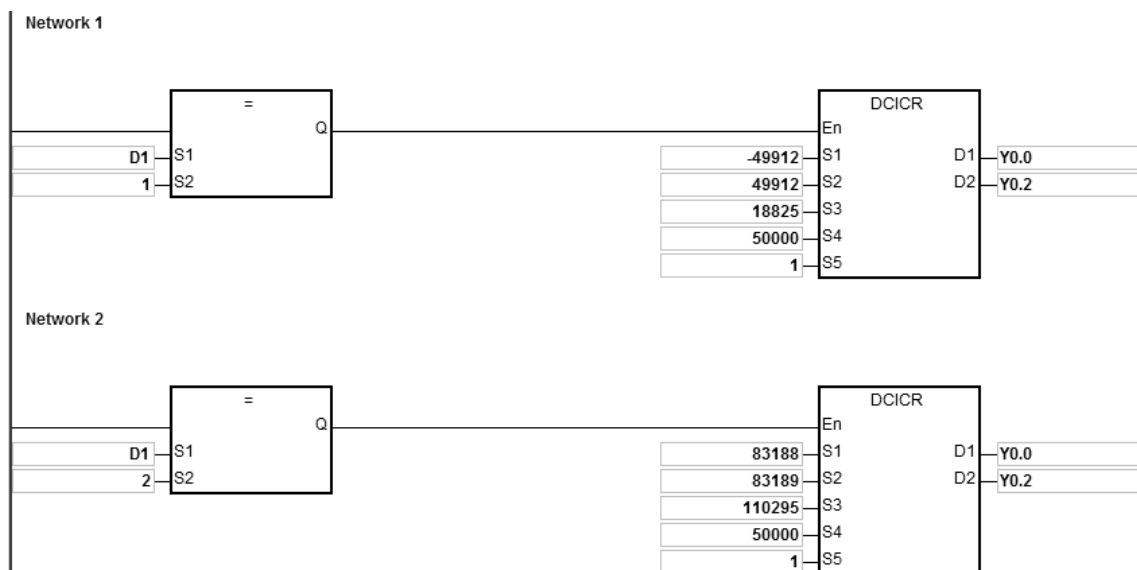 Network 1
= DCICR
Q En
D1 S1 -49912 S1 D1 Y0.0
1 S2 49912 S2 D2 Y0.2
18825 S3
50000 S4
1 S5
Network 2
= DCICR
Q En
D1 S1 83188 S1 D1 Y0.0
2 S2 83189 S2 D2 Y0.2
110295 S3
50000 S4
1 S5